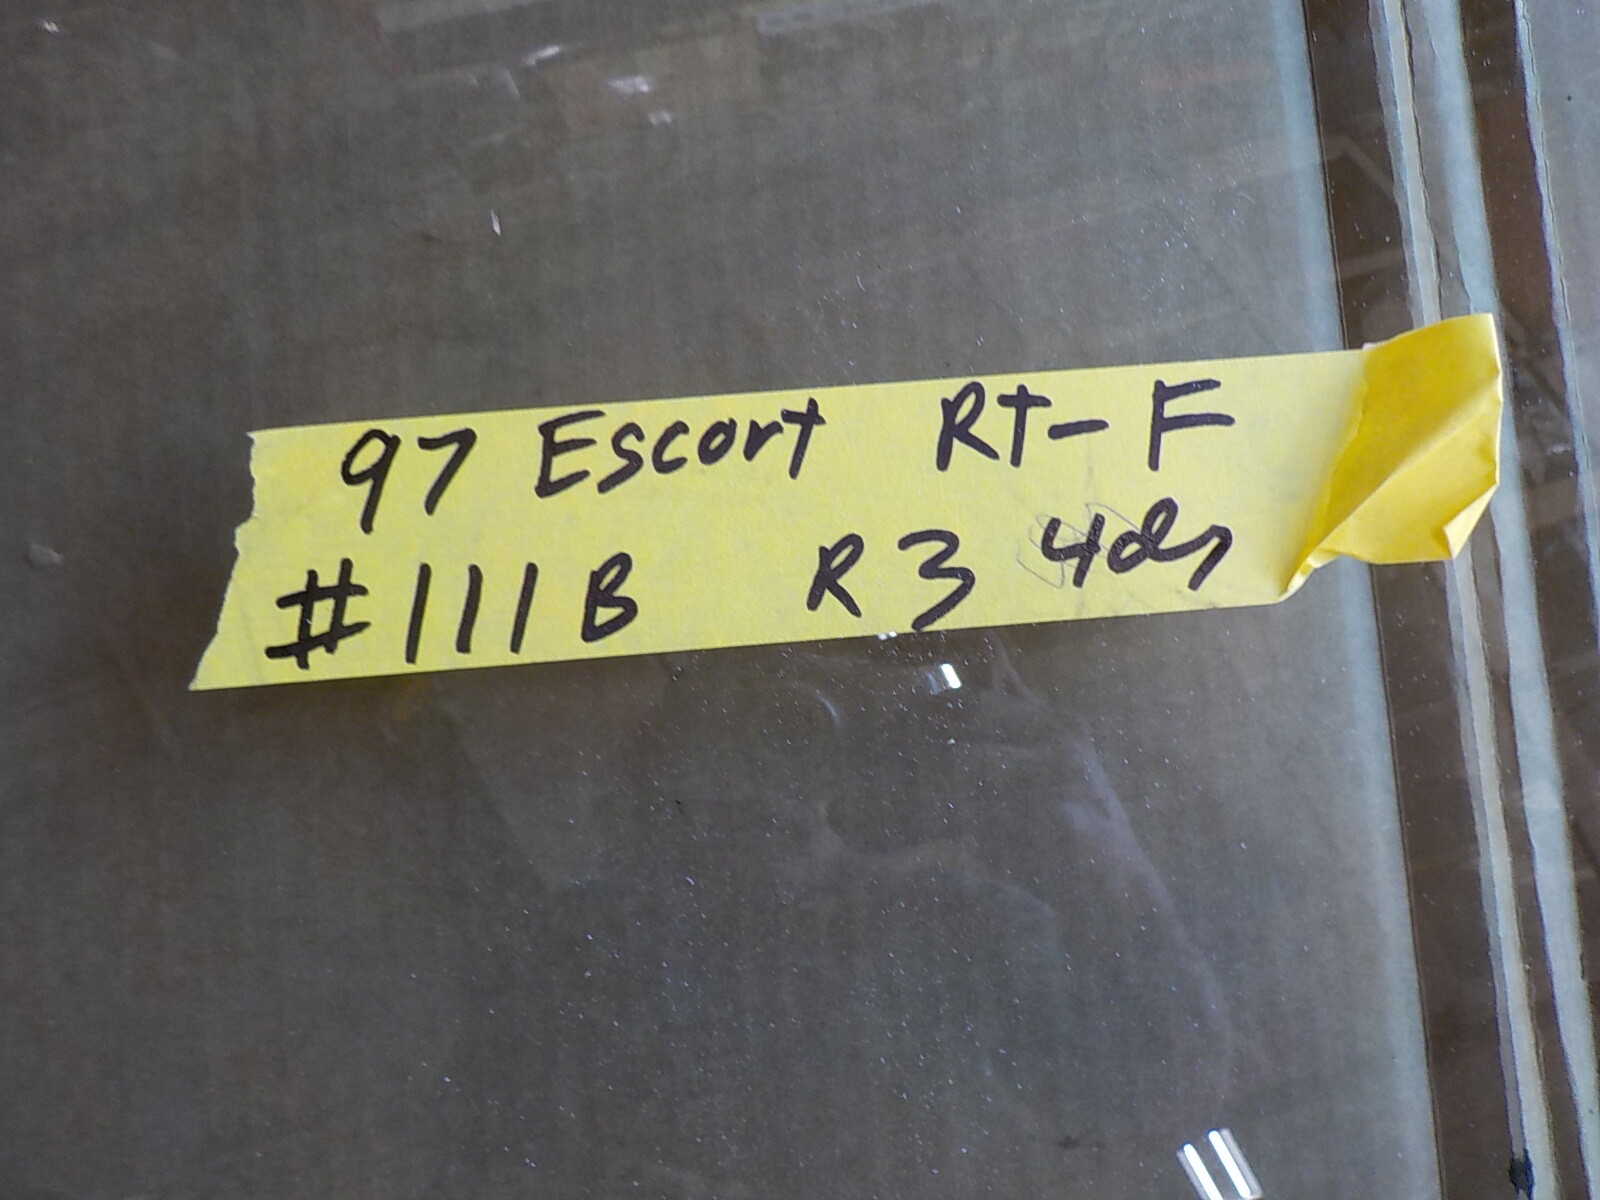 97 Escort RT-F
#111B R3 4dr